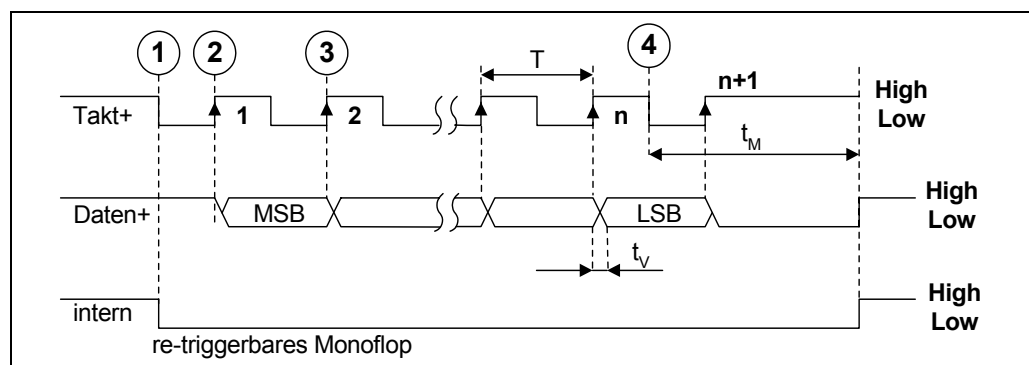 1 2 3 4
T
n+1
High
Takt+ 1 2 n Low
t_M
High
Daten+ MSB LSB Low
t_V
High
intern Low
re-triggerbares Monoflop